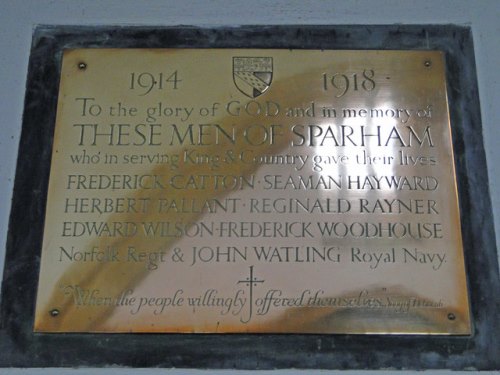 1914 1918
To the glory of GOD and in memory of
THESE MEN OF SPARHAM
who in serving King & Country gave their lives
FREDERICK CATTON · SEAMAN HAYWARD
HERBERT PALLANT · REGINALD RAYNER
EDWARD WILSON · FREDERICK WOODHOUSE
Norfolk Regt & JOHN WATLING Royal Navy.
"When the people willingly offered themselves"